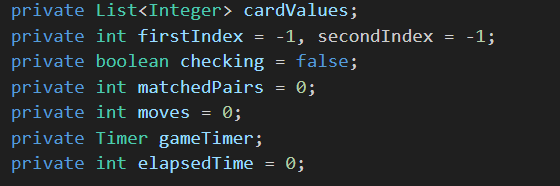 private List<Integer> cardValues;
private int firstIndex = -1, secondIndex = -1;
private boolean checking = false;
private int matchedPairs = 0;
private int moves = 0;
private Timer gameTimer;
private int elapsedTime = 0;